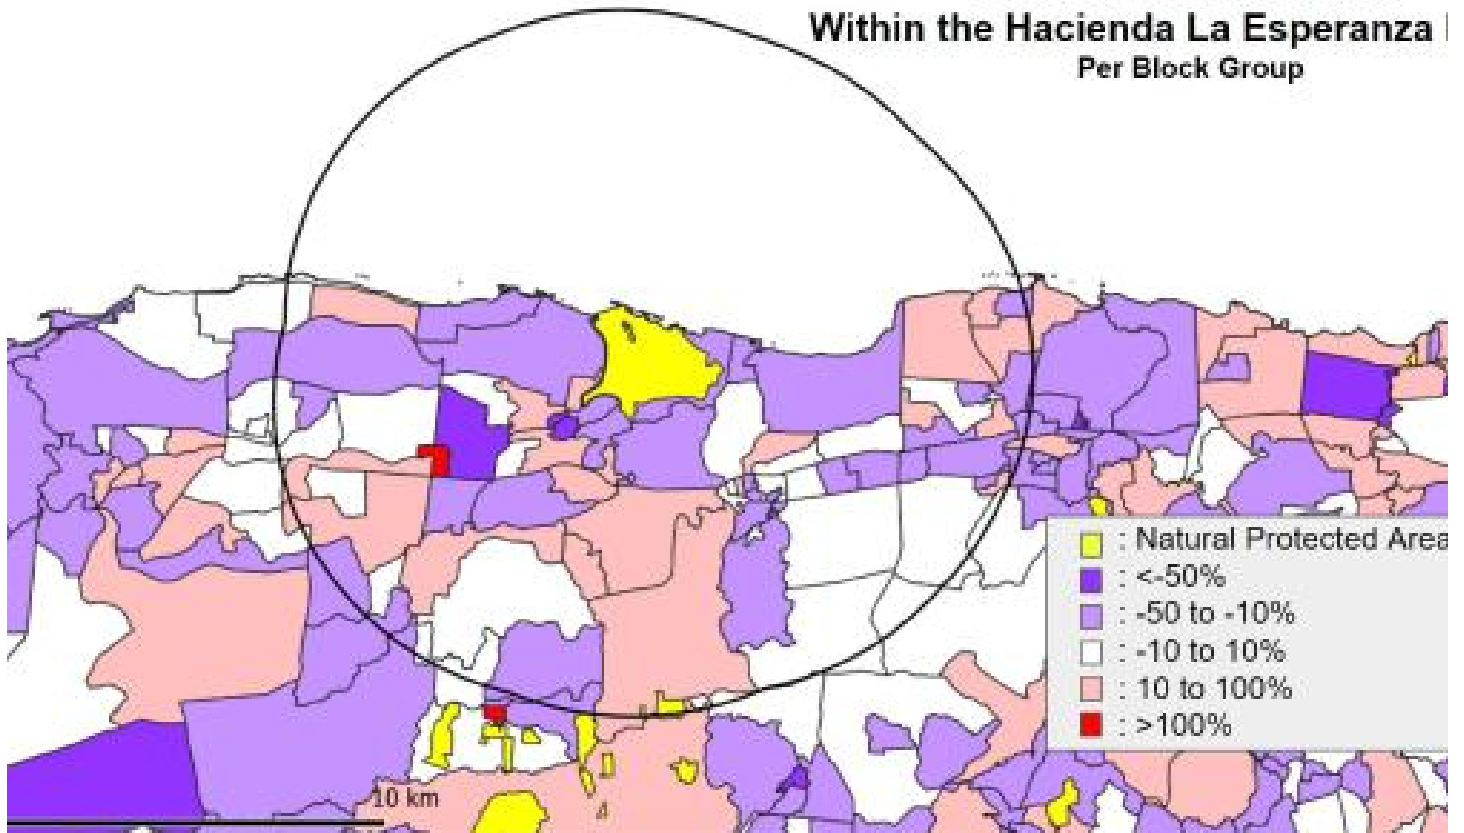 Within the Hacienda La Esperanza
Per Block Group
: Natural Protected Area
: <-50%
: -50 to -10%
: -10 to 10%
: 10 to 100%
: >100%
10 km